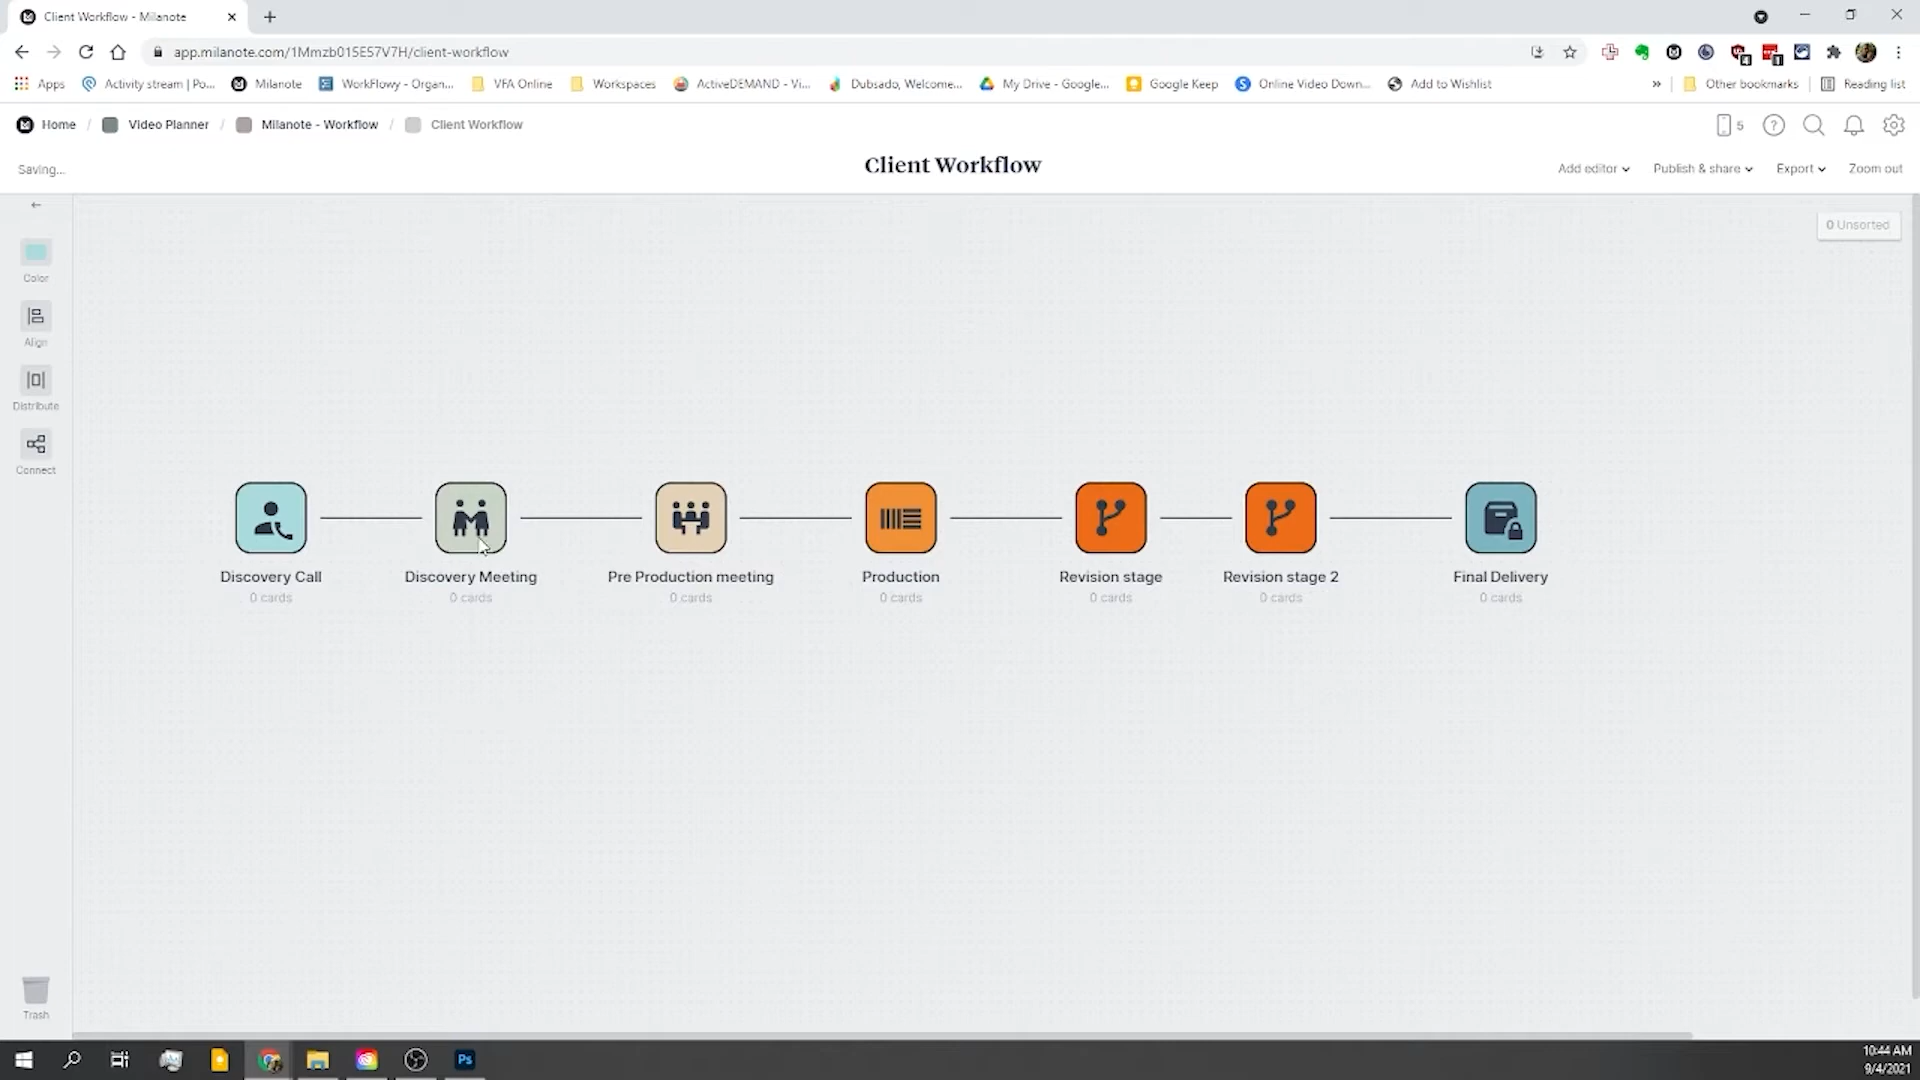 Client Workflow - Milanote
app.milanote.com/1Mmzb015E57V7H/client-workflow
Apps
Activity stream | Po...
Milanote
WorkFlowy - Organ...
VFA Online
Workspaces
ActiveDEMAND - Vi...
Dubsado, Welcome...
My Drive - Google...
Google Keep
Online Video Down...
Add to Wishlist
»
Other bookmarks
Reading list
Home / Video Planner / Milanote - Workflow / Client Workflow
5
Saving...
Client Workflow
Add editor
Publish & share
Export
Zoom out
0 Unsorted
Color
Align
Distribute
Connect
Discovery Call
0 cards
Discovery Meeting
0 cards
Pre Production meeting
0 cards
Production
0 cards
Revision stage
0 cards
Revision stage 2
0 cards
Final Delivery
0 cards
Trash
Ps
10:44 AM
9/4/2021